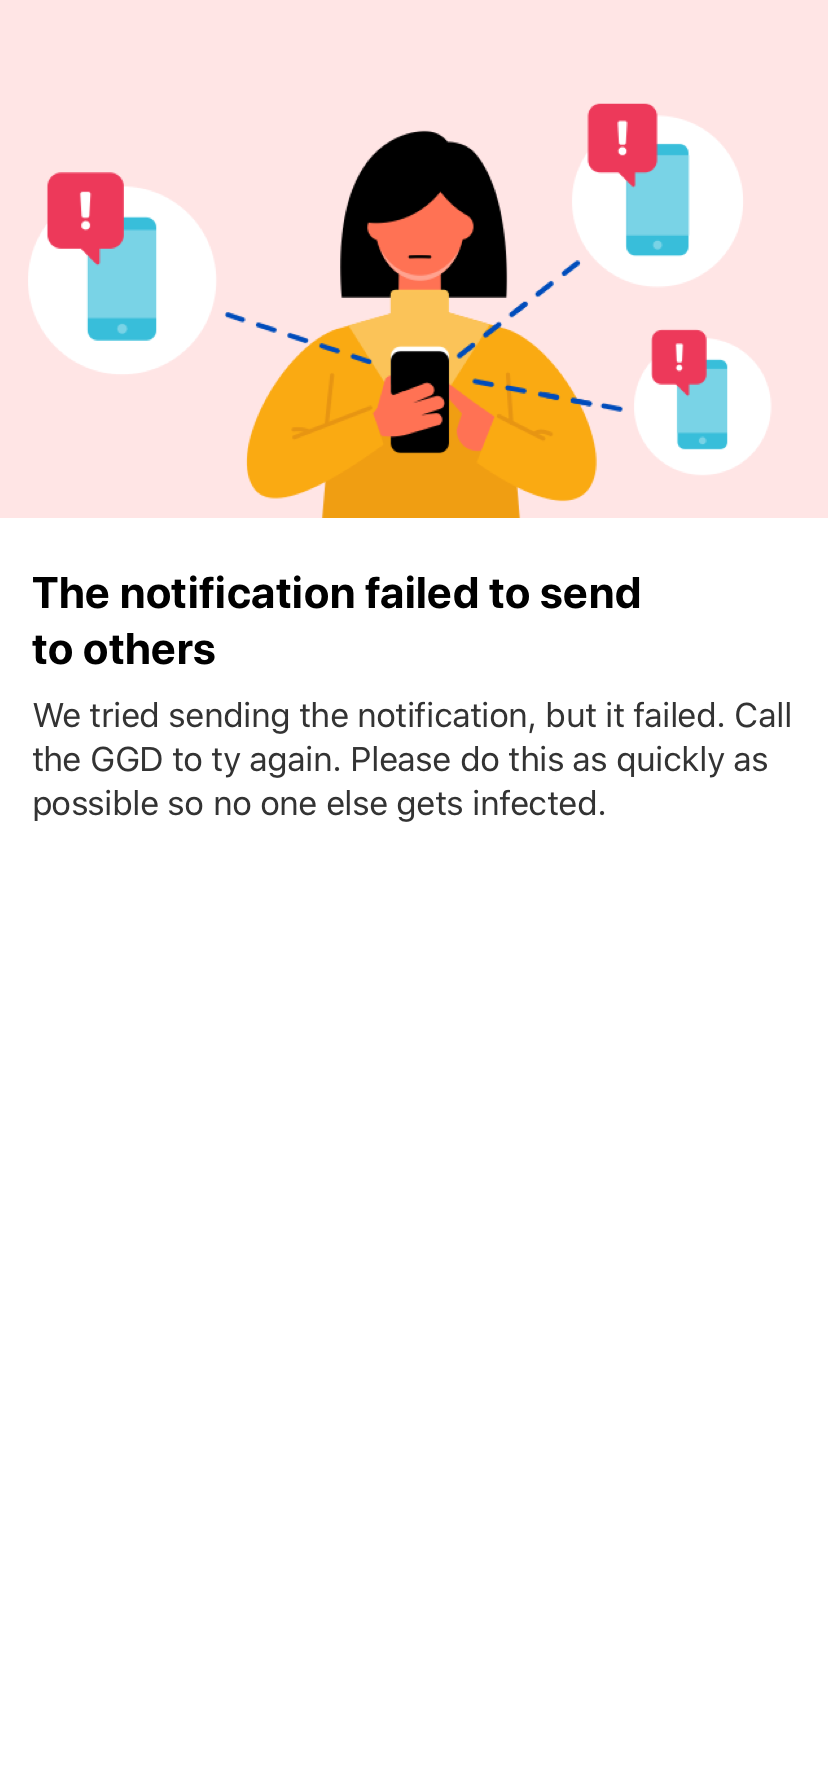 The notification failed to send
to others
We tried sending the notification, but it failed. Call
the GGD to ty again. Please do this as quickly as
possible so no one else gets infected.